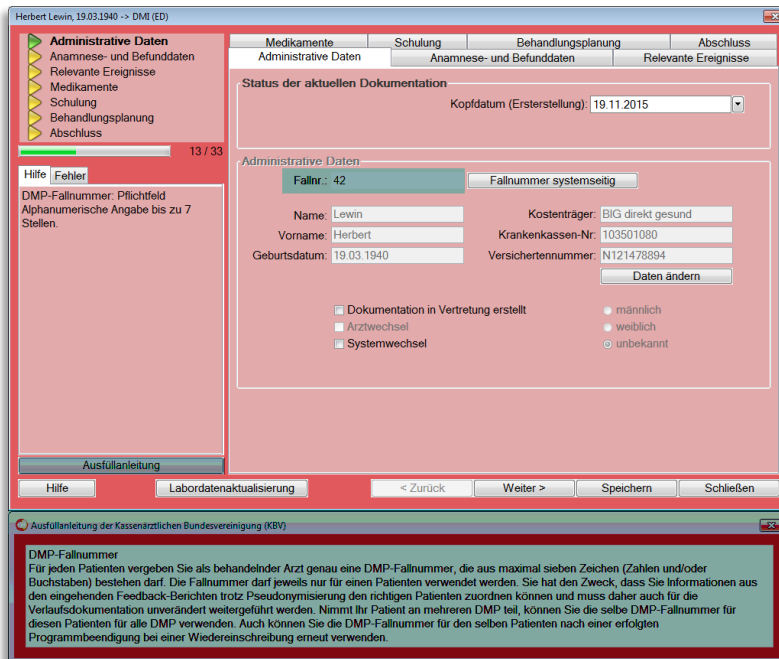 Herbert Lewin, 19.03.1940 -> DMI (ED)
Administrative Daten
Anamnese- und Befunddaten
Relevante Ereignisse
Medikamente
Schulung
Behandlungsplanung
Abschluss
13 / 33
Hilfe Fehler
DMP-Fallnummer: Pflichtfeld
Alphanumerische Angabe bis zu 7
Stellen.
Ausfüllanleitung
Medikamente Schulung Behandlungsplanung Abschluss
Administrative Daten Anamnese- und Befunddaten Relevante Ereignisse
Status der aktuellen Dokumentation
Kopfdatum (Ersterstellung): 19.11.2015
Administrative Daten
Fallnr.: 42 Fallnummer systemseitig
Name: Lewin Kostenträger: BIG direkt gesund
Vorname: Herbert Krankenkassen-Nr: 103501080
Geburtsdatum: 19.03.1940 Versichertennummer: N121478894
Daten ändern
Dokumentation in Vertretung erstellt männlich
Arztwechsel weiblich
Systemwechsel unbekannt
Hilfe Labordatenaktualisierung < Zurück Weiter > Speichern Schließen
Ausfüllanleitung der Kassenärztlichen Bundesvereinigung (KBV)
DMP-Fallnummer
Für jeden Patienten vergeben Sie als behandelnder Arzt genau eine DMP-Fallnummer, die aus maximal sieben Zeichen (Zahlen und/oder
Buchstaben) bestehen darf. Die Fallnummer darf jeweils nur für einen Patienten verwendet werden. Sie hat den Zweck, dass Sie Informationen aus
den eingehenden Feedback-Berichten trotz Pseudonymisierung den richtigen Patienten zuordnen können und muss daher auch für die
Verlaufsdokumentation unverändert weitergeführt werden. Nimmt Ihr Patient an mehreren DMP teil, können Sie die selbe DMP-Fallnummer für
diesen Patienten für alle DMP verwenden. Auch können Sie die DMP-Fallnummer für den selben Patienten nach einer erfolgten
Programmbeendigung bei einer Wiedereinschreibung erneut verwenden.